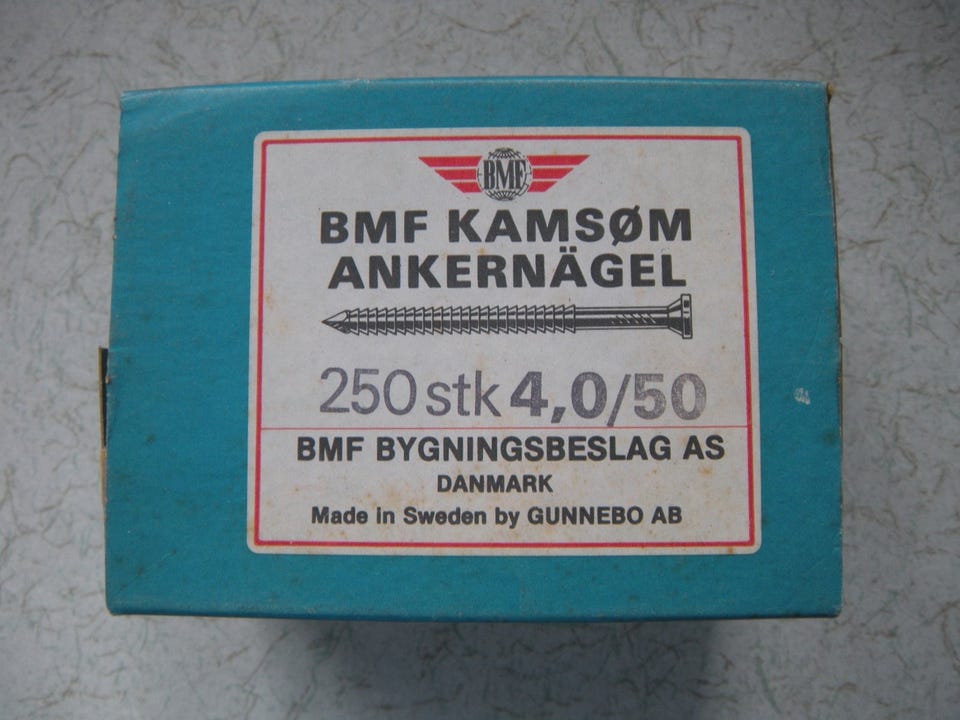 BMF
BMF KAMSØM
ANKERNÄGEL
250 stk 4,0/50
BMF BYGNINGSBESLAG AS
DANMARK
Made in Sweden by GUNNEBO AB